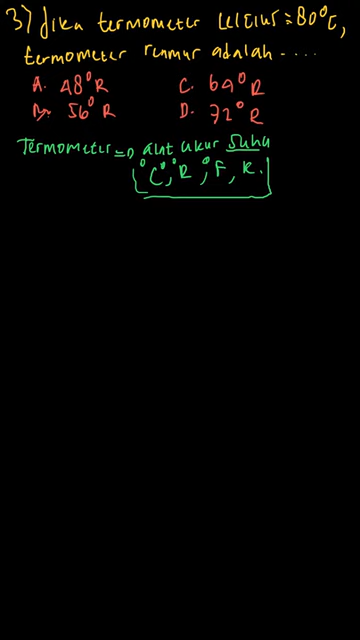 3) Jika termometer celcius = 80°C,
termometer reamur adalah ....
A. 48°R C. 64°R
B. 56°R D. 72°R
Termometer => alat ukur suhu
°C, °R, °F, K.